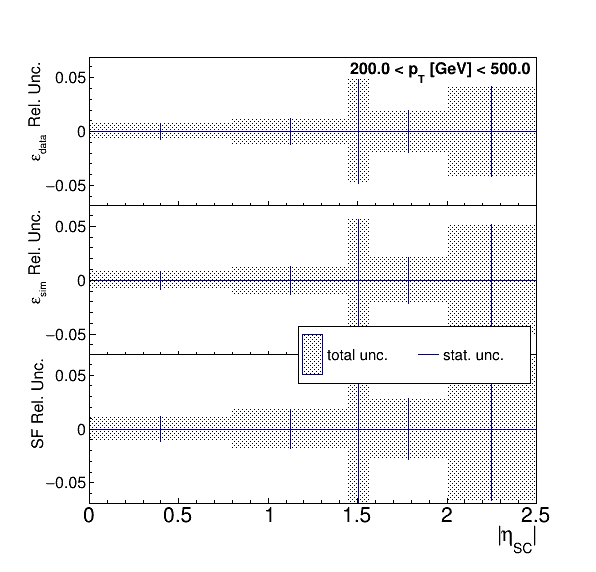 200.0 < p_T [GeV] < 500.0
ε_data Rel. Unc.
0.05
0
−0.05
ε_sim Rel. Unc.
0.05
0
−0.05
total unc. stat. unc.
SF Rel. Unc.
0.05
0
−0.05
0 0.5 1 1.5 2 2.5
|η_SC|